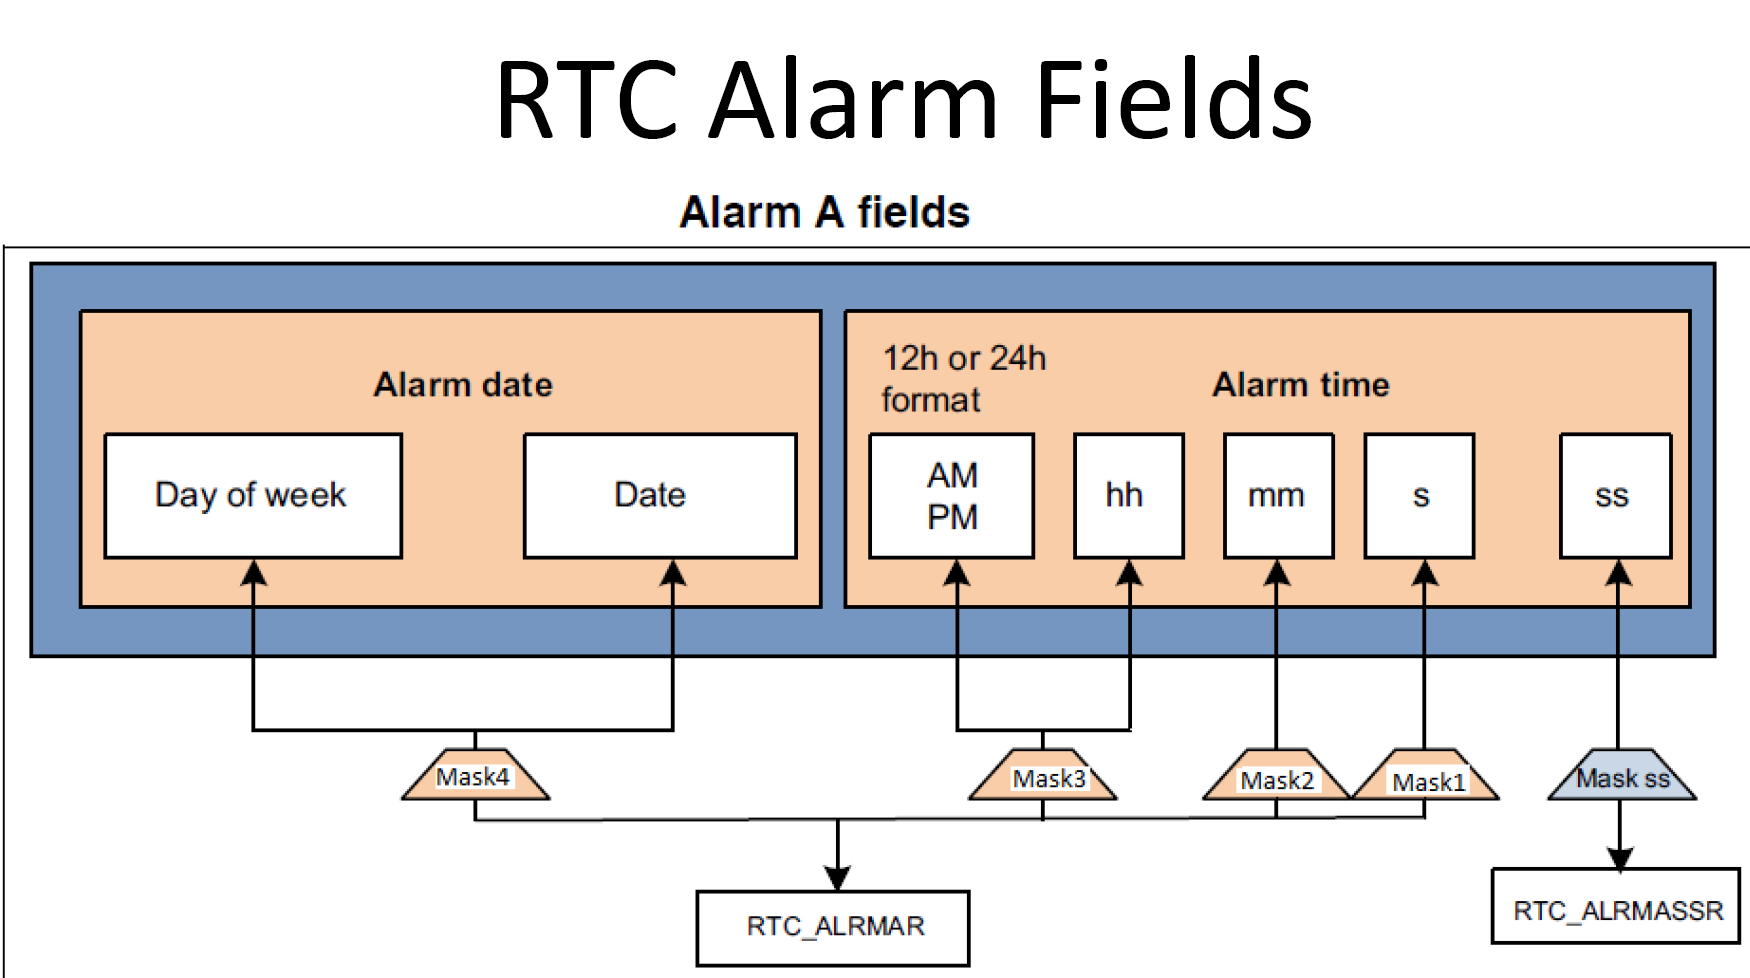 RTC Alarm Fields
Alarm A fields
Alarm date
12h or 24h
format
Alarm time
Day of week
Date
AM
PM
hh
mm
s
ss
Mask4
Mask3
Mask2
Mask1
Mask ss
RTC_ALRMAR
RTC_ALRMASSR